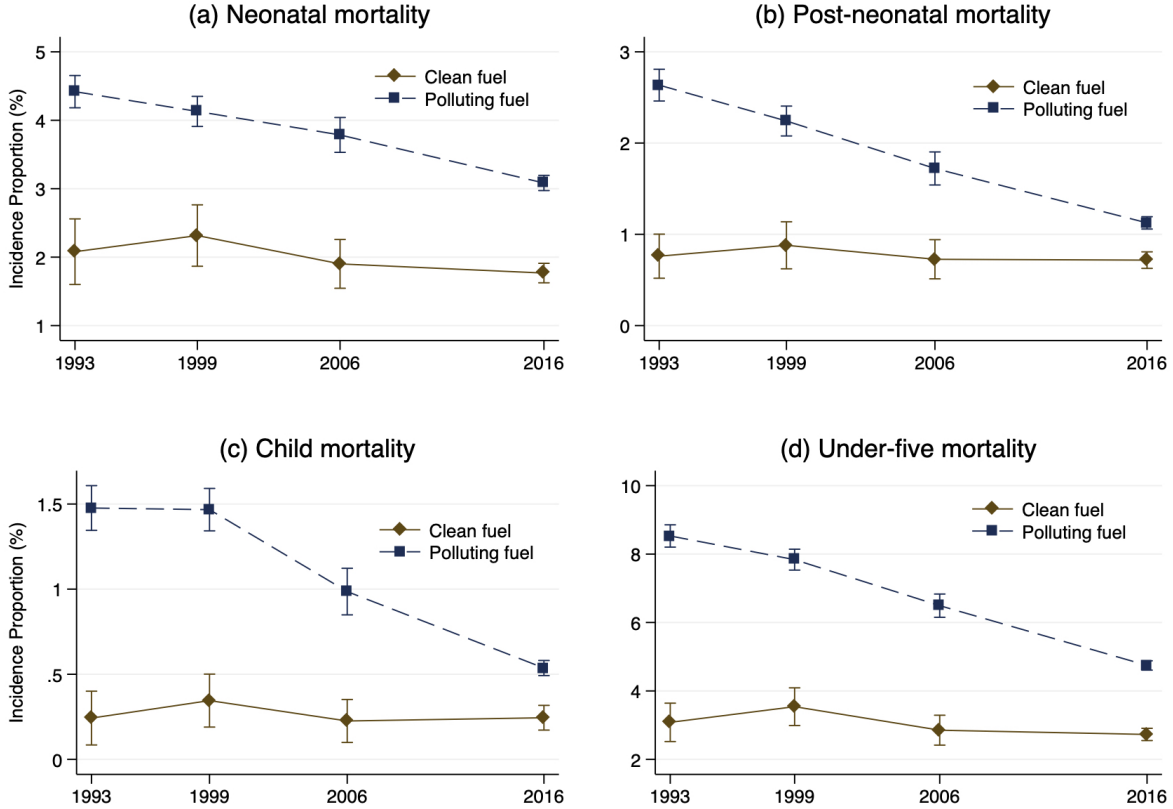 (a) Neonatal mortality
Incidence Proportion (%)
5
4
3
2
1
Clean fuel
Polluting fuel
1993 1999 2006 2016
(b) Post-neonatal mortality
3
2
1
0
Clean fuel
Polluting fuel
1993 1999 2006 2016
(c) Child mortality
Incidence Proportion (%)
1.5
1
.5
0
Clean fuel
Polluting fuel
1993 1999 2006 2016
(d) Under-five mortality
10
8
6
4
2
Clean fuel
Polluting fuel
1993 1999 2006 2016